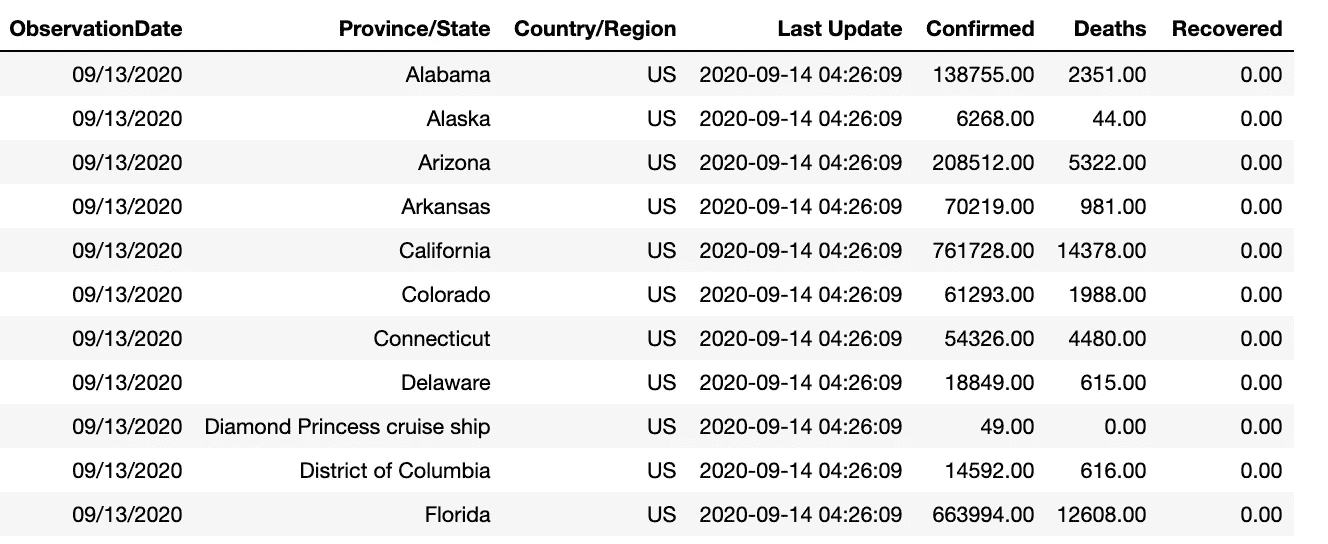 ObservationDate Province/State Country/Region Last Update Confirmed Deaths Recovered
09/13/2020 Alabama US 2020-09-14 04:26:09 138755.00 2351.00 0.00
09/13/2020 Alaska US 2020-09-14 04:26:09 6268.00 44.00 0.00
09/13/2020 Arizona US 2020-09-14 04:26:09 208512.00 5322.00 0.00
09/13/2020 Arkansas US 2020-09-14 04:26:09 70219.00 981.00 0.00
09/13/2020 California US 2020-09-14 04:26:09 761728.00 14378.00 0.00
09/13/2020 Colorado US 2020-09-14 04:26:09 61293.00 1988.00 0.00
09/13/2020 Connecticut US 2020-09-14 04:26:09 54326.00 4480.00 0.00
09/13/2020 Delaware US 2020-09-14 04:26:09 18849.00 615.00 0.00
09/13/2020 Diamond Princess cruise ship US 2020-09-14 04:26:09 49.00 0.00 0.00
09/13/2020 District of Columbia US 2020-09-14 04:26:09 14592.00 616.00 0.00
09/13/2020 Florida US 2020-09-14 04:26:09 663994.00 12608.00 0.00